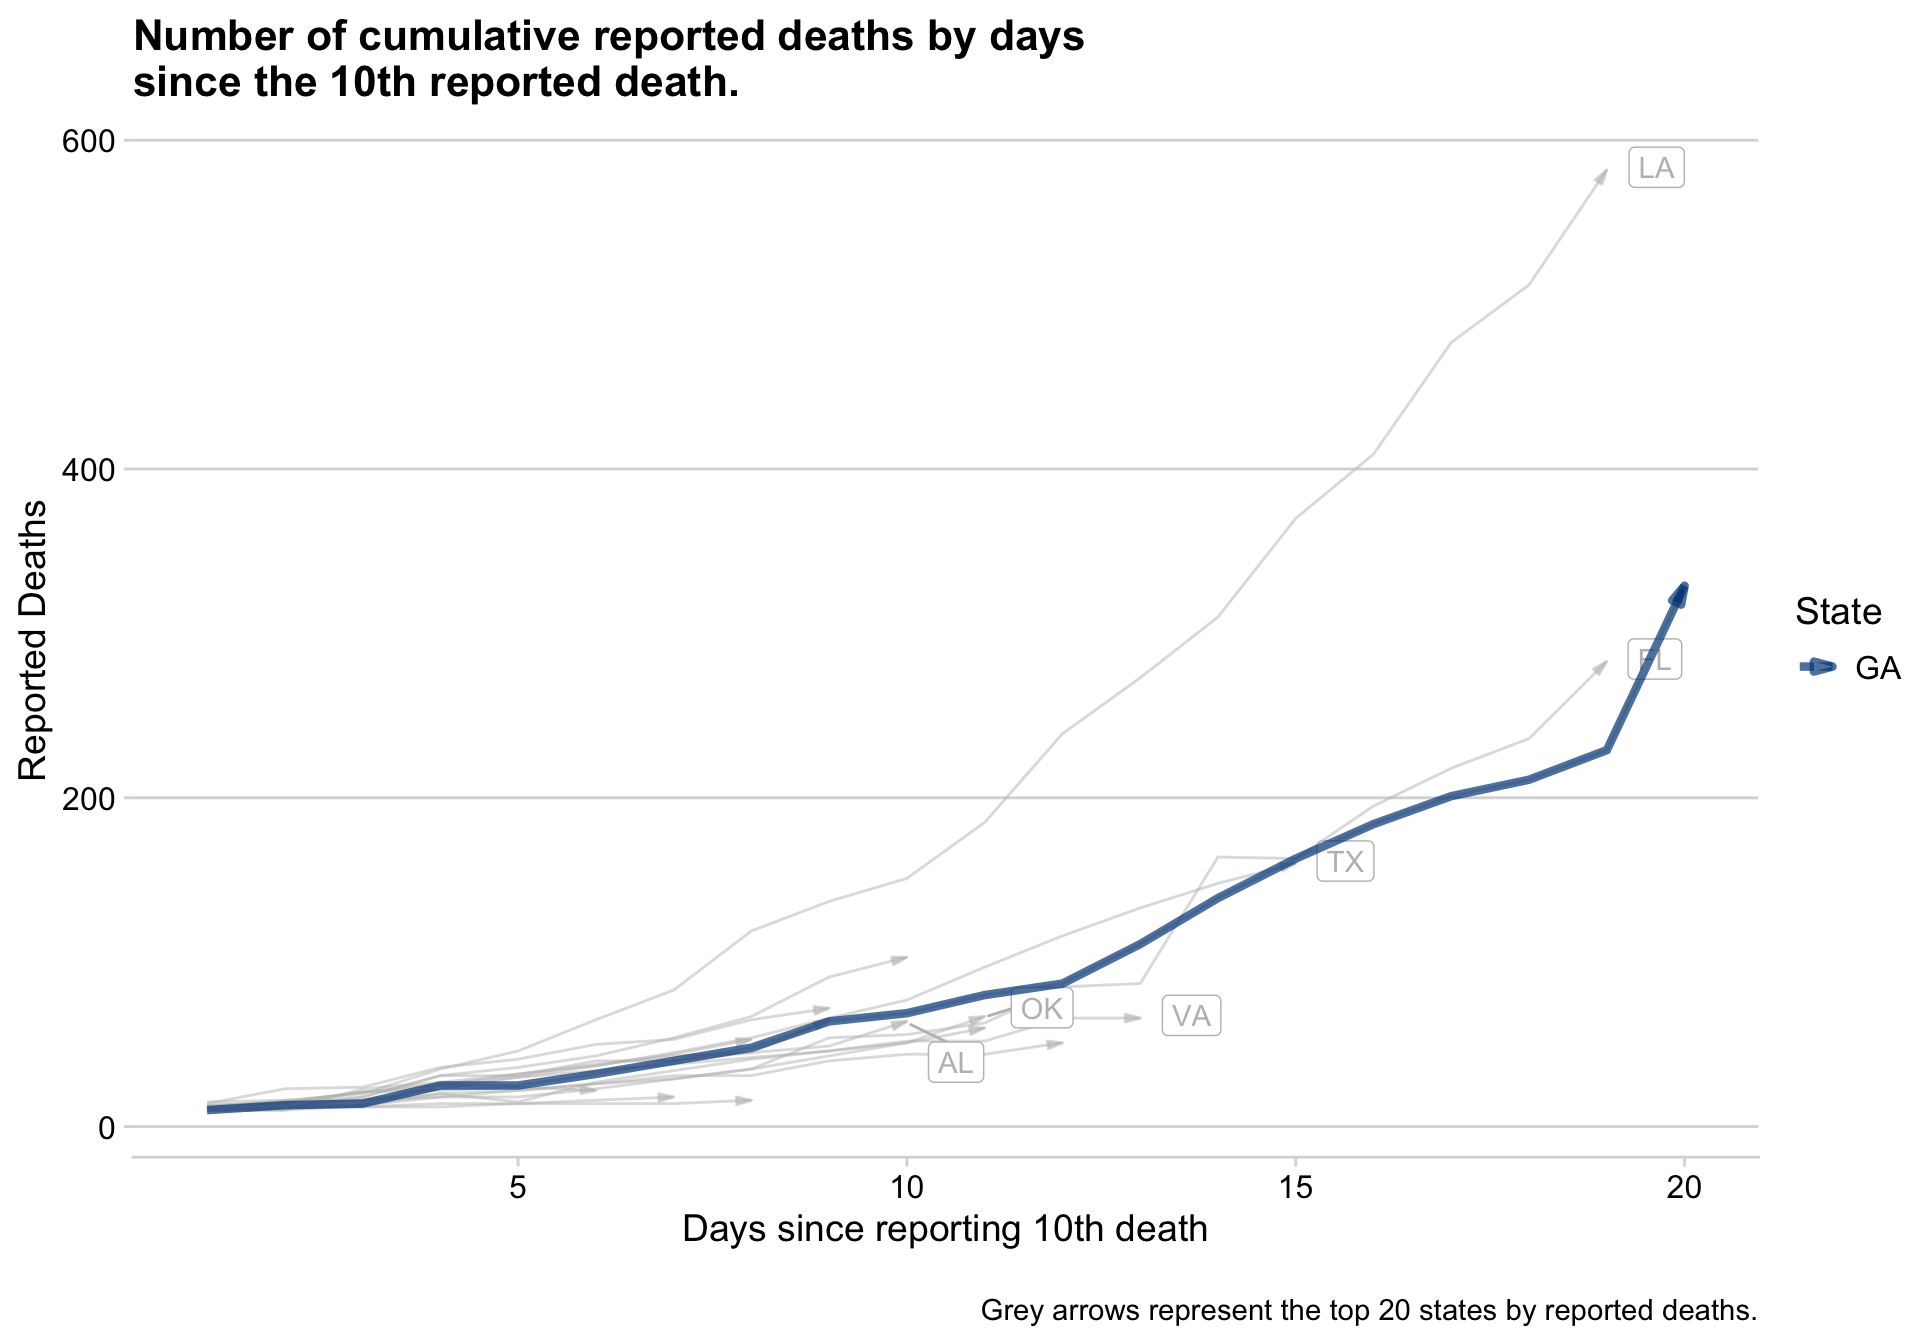 Number of cumulative reported deaths by days
since the 10th reported death.
600
400
200
0
Reported Deaths
LA
FL
TX
OK
VA
AL
State
GA
5
10
15
20
Days since reporting 10th death
Grey arrows represent the top 20 states by reported deaths.